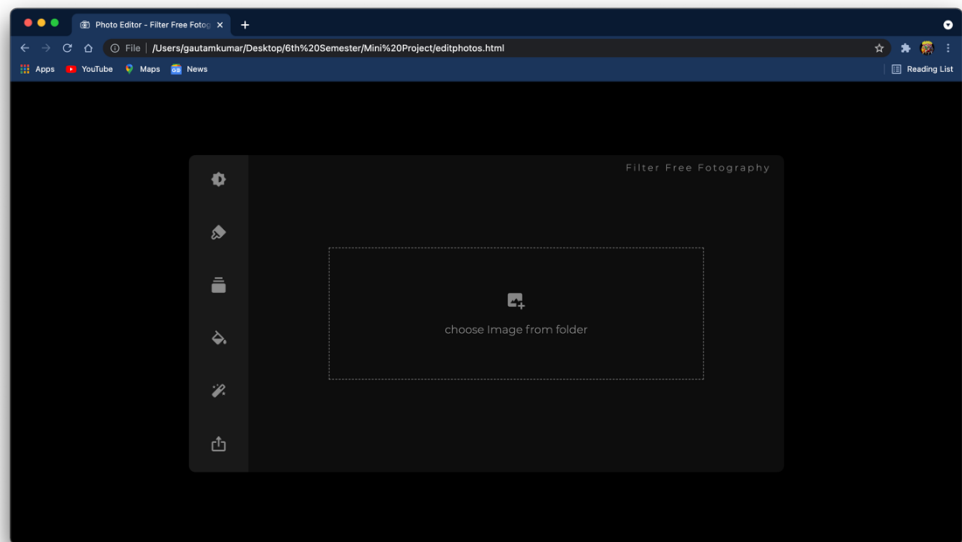 Photo Editor - Filter Free Fotog
File | /Users/gautamkumar/Desktop/6th%20Semester/Mini%20Project/editphotos.html
Apps YouTube Maps News Reading List
Filter Free Fotography
choose Image from folder